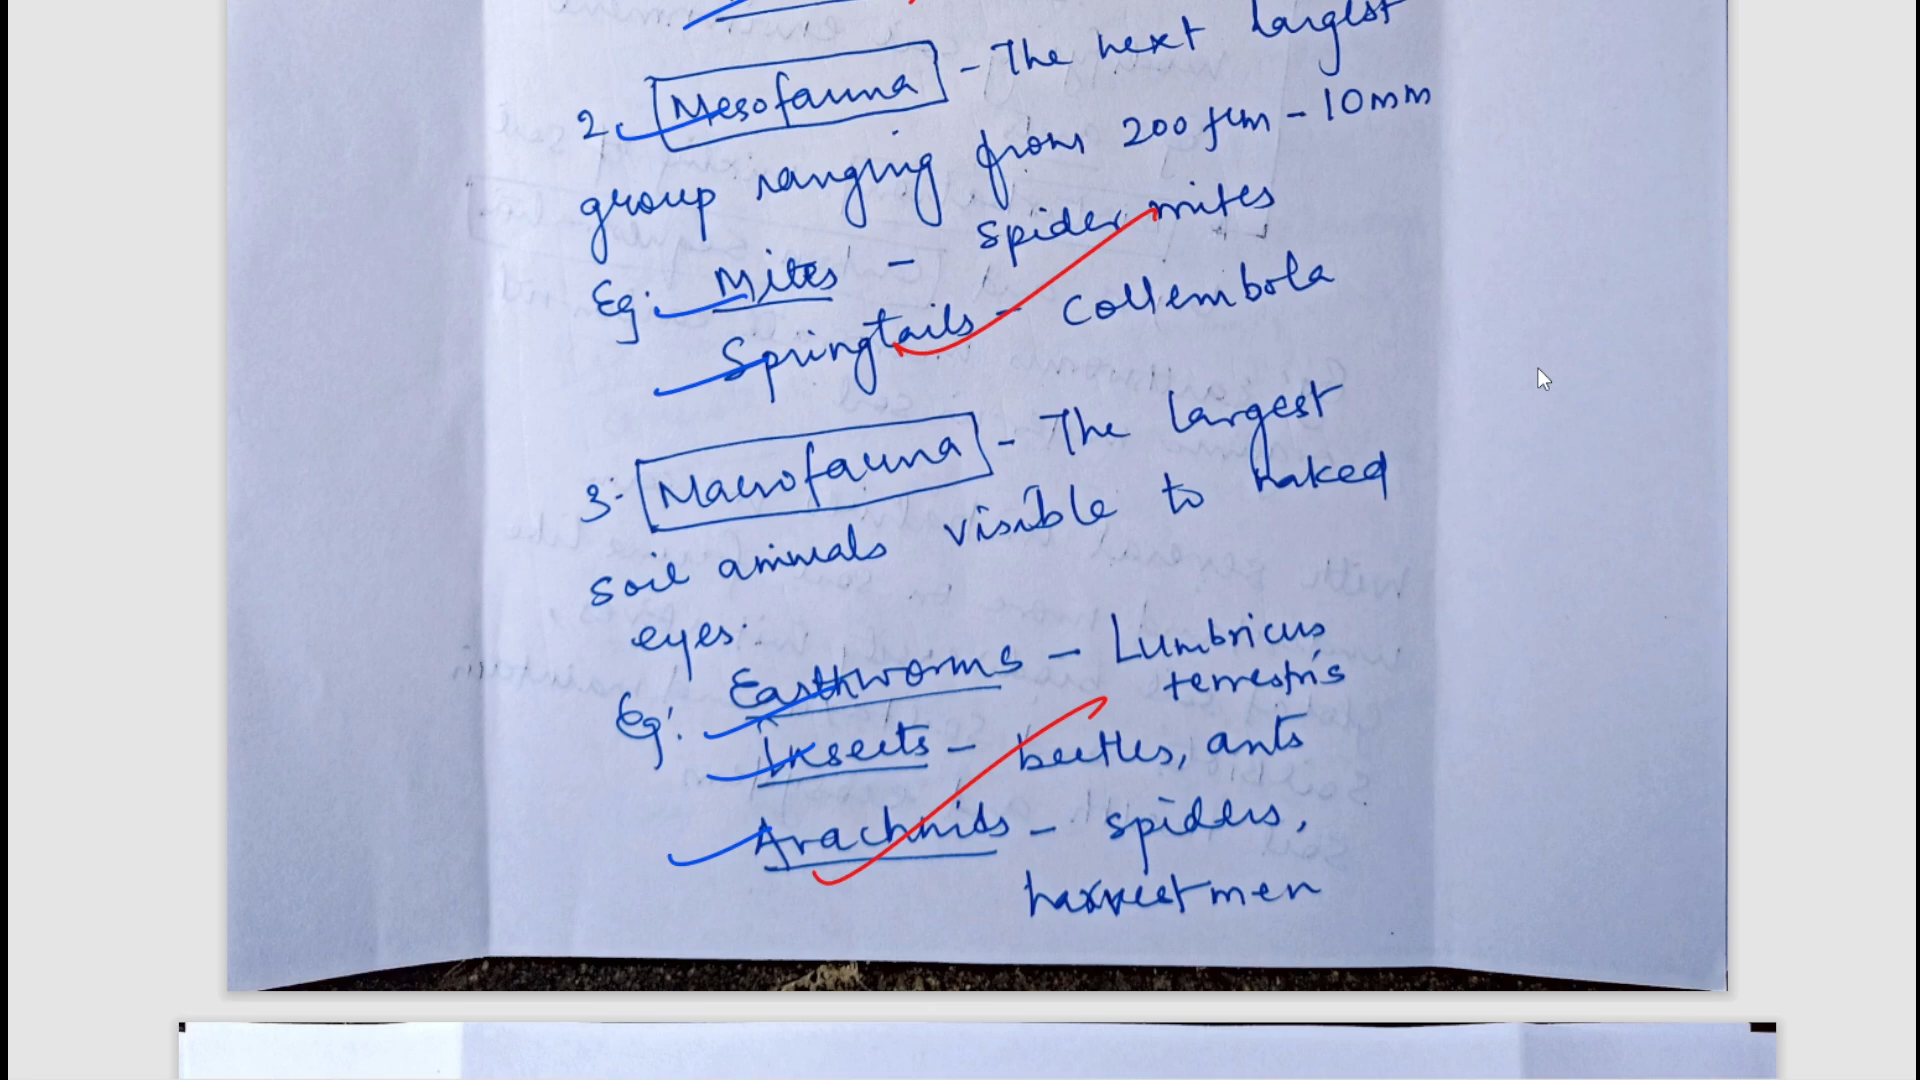 2. Mesofauna - The next largest
group ranging from 200 μm - 10mm
Eg: Mites - spider mites
Springtails - Collembola
3. Macrofauna - The largest
soil animals visible to naked
eyes.
Eg: Earthworms - Lumbricus
terrestris
Insects - beetles, ants
Arachnids - spiders,
harvestmen